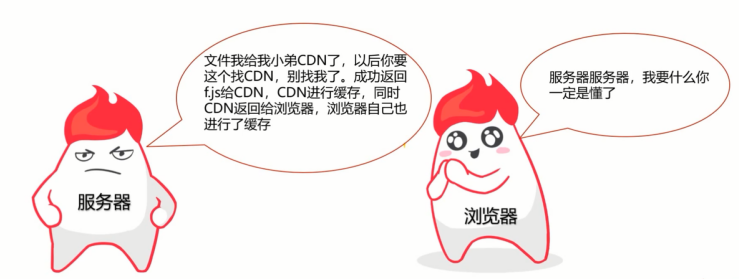 文件我给我小弟CDN了，以后你要
这个找CDN，别找我了。成功返回
f.js给CDN，CDN进行缓存，同时
CDN返回给浏览器，浏览器自己也
进行了缓存
服务器服务器，我要什么你
一定是懂了
服务器
浏览器